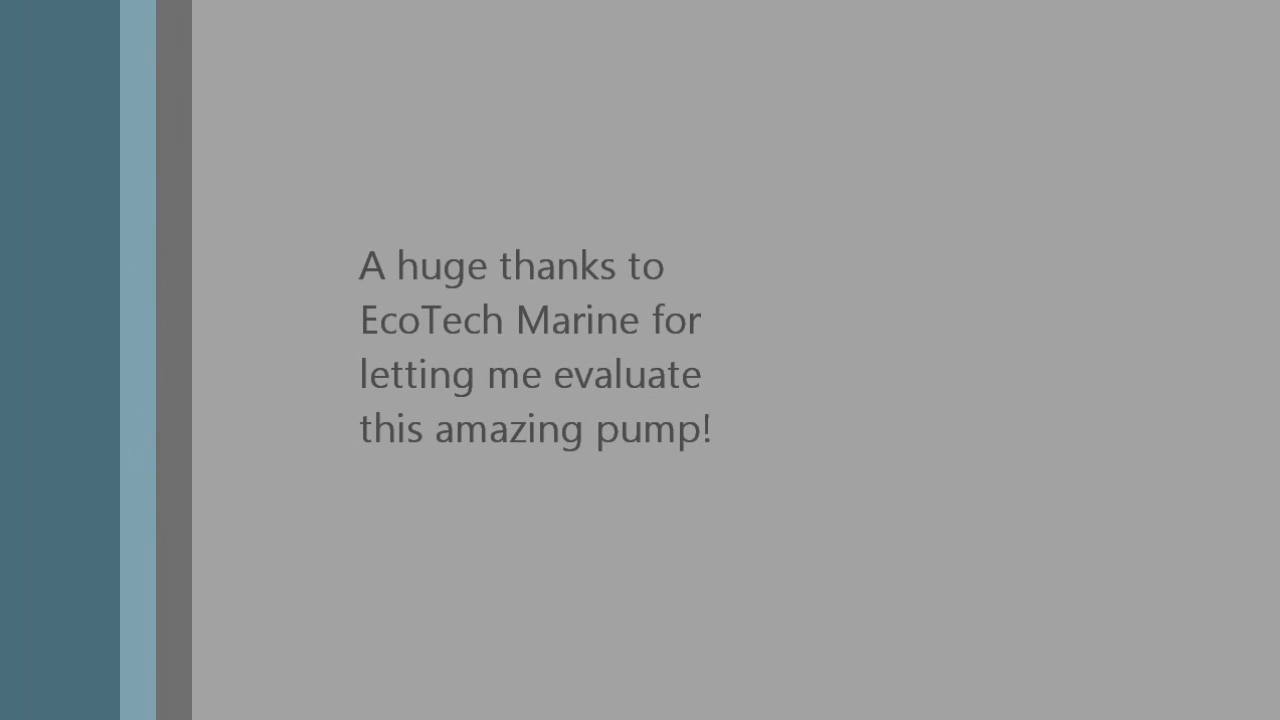 A huge thanks to
EcoTech Marine for
letting me evaluate
this amazing pump!